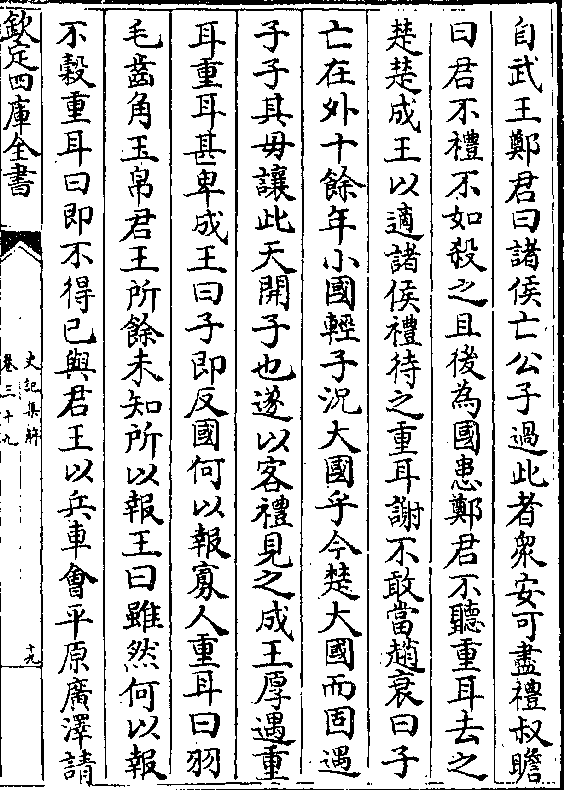 自武王鄭君曰諸侯亡公子過此者衆安可盡禮叔瞻
曰君不禮不如殺之且後為國患鄭君不聽重耳去之
楚楚成王以適諸侯禮待之重耳謝不敢當趙衰曰子
亡在外十餘年小國輕子況大國乎今楚大國而固遇
子子其毋讓此天開子也遂以客禮見之成王厚遇重
耳重耳甚卑成王曰子即反國何以報寡人重耳曰羽
毛齒角玉帛君王所餘未知所以報王曰雖然何以報
不穀重耳曰即不得已與君王以兵車會平原廣澤請
欽定四庫全書
史記集解
卷三十九
十九